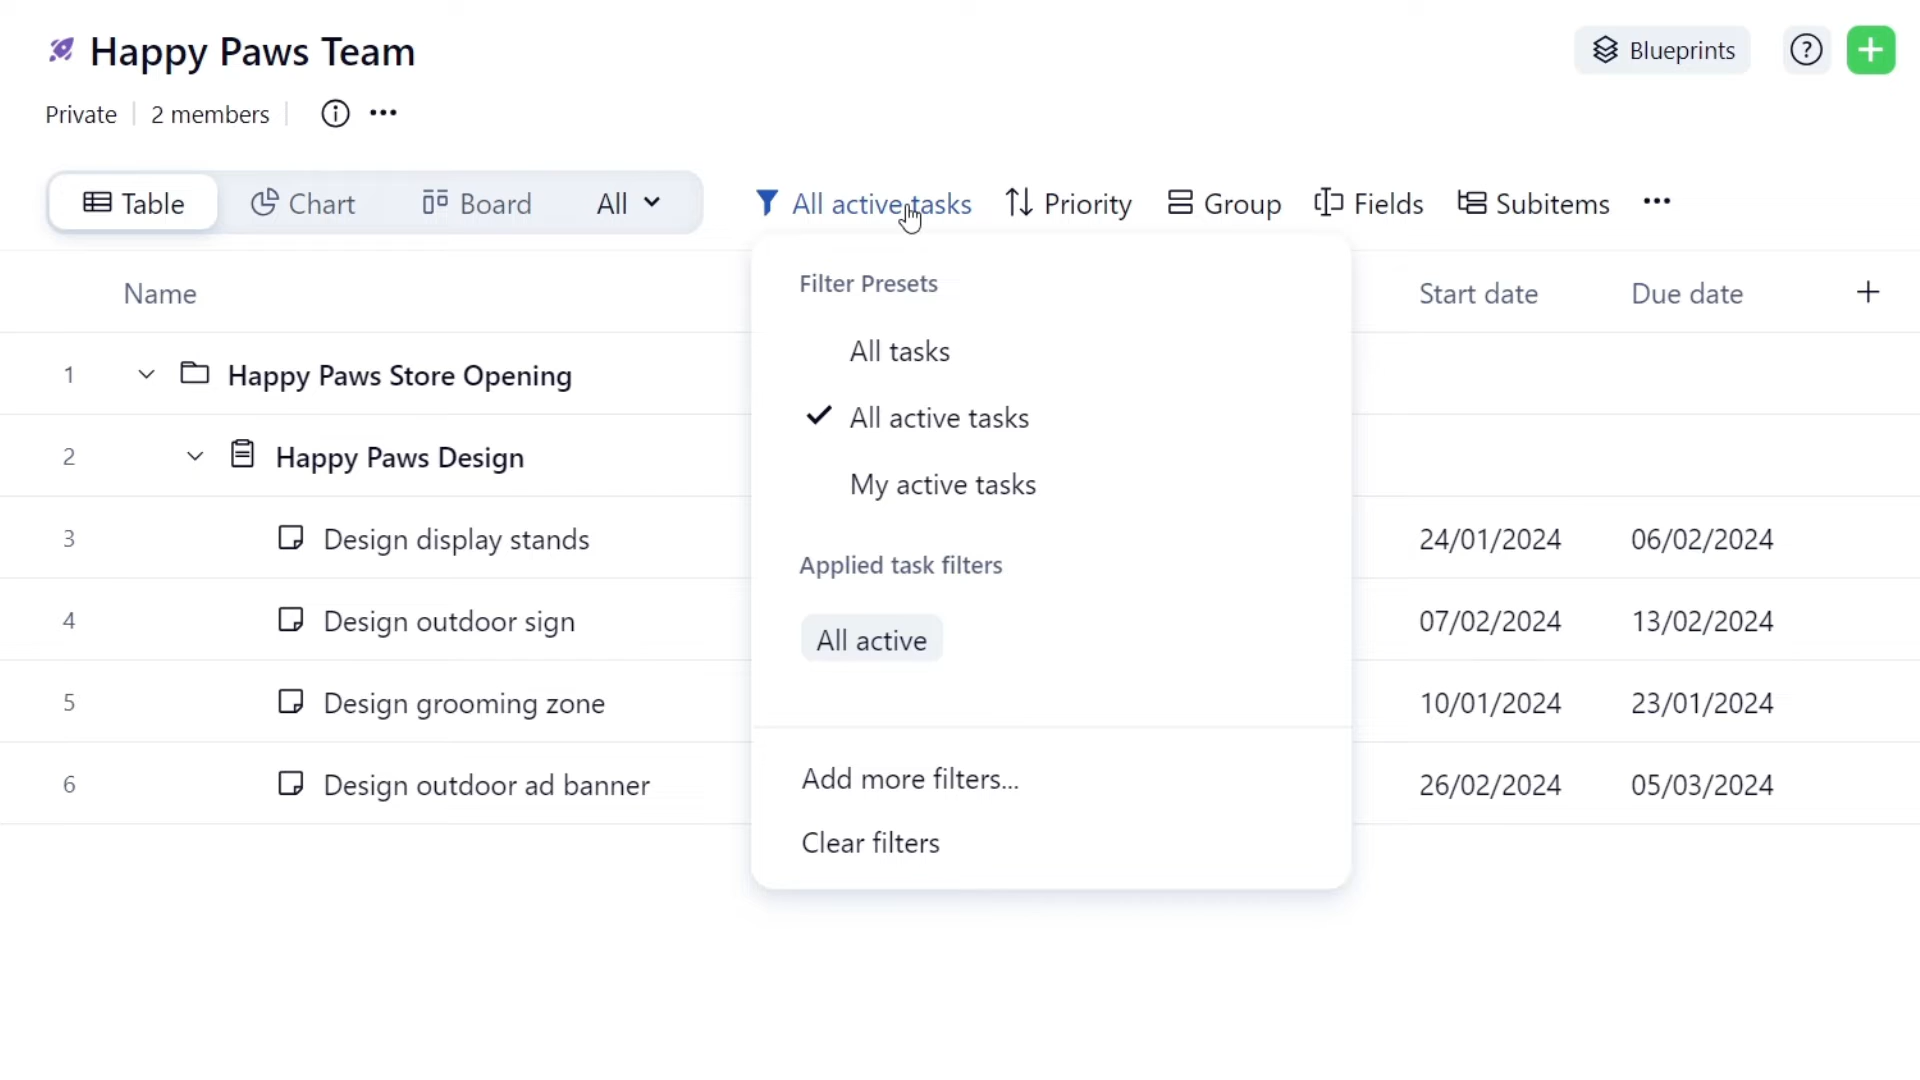 Happy Paws Team
Blueprints
Private 2 members
Table Chart Board All All active tasks Priority Group Fields Subitems
Filter Presets
All tasks
All active tasks
My active tasks
Applied task filters
All active
Add more filters...
Clear filters
Name Start date Due date
1 Happy Paws Store Opening
2 Happy Paws Design
3 Design display stands 24/01/2024 06/02/2024
4 Design outdoor sign 07/02/2024 13/02/2024
5 Design grooming zone 10/01/2024 23/01/2024
6 Design outdoor ad banner 26/02/2024 05/03/2024